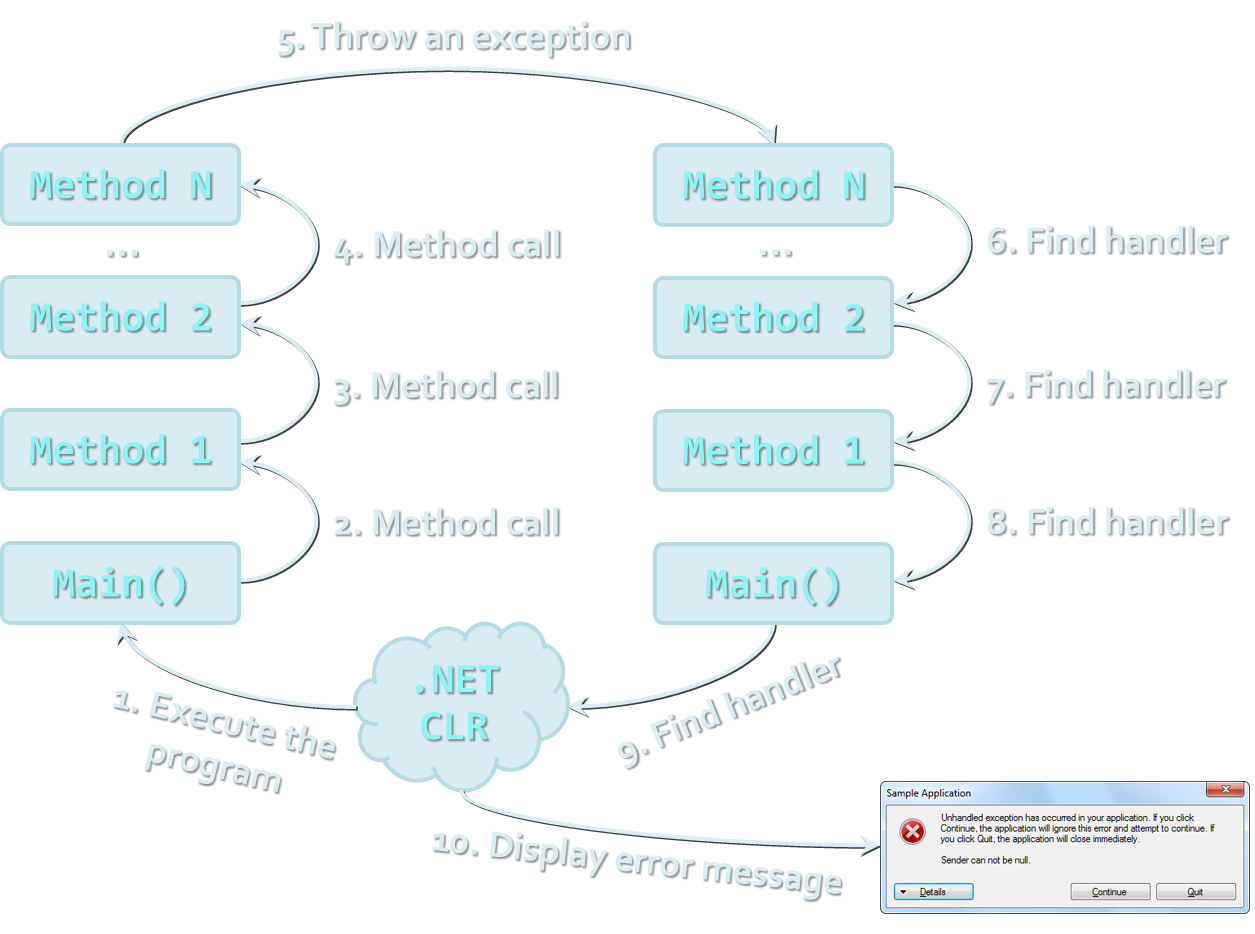 5. Throw an exception
Method N
...
Method 2
Method 1
Main()
4. Method call
3. Method call
2. Method call
Method N
...
Method 2
Method 1
Main()
6. Find handler
7. Find handler
8. Find handler
.NET
CLR
1. Execute the
program
9. Find handler
10. Display error message
Sample Application
Unhandled exception has occurred in your application. If you click
Continue, the application will ignore this error and attempt to continue. If
you click Quit, the application will close immediately.
Sender can not be null.
Details
Continue
Quit